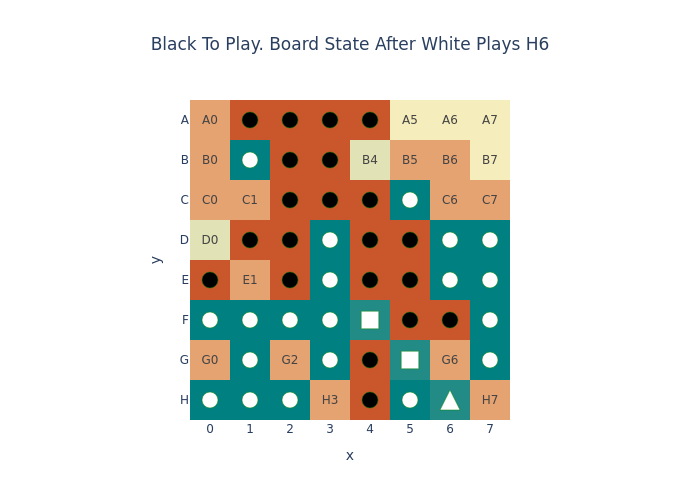 Black To Play. Board State After White Plays H6
A A0 A5 A6 A7
B B0 B4 B5 B6 B7
C C0 C1 C6 C7
D D0
E E1
F
G G0 G2 G6
H H3 H7
0 1 2 3 4 5 6 7
x
y